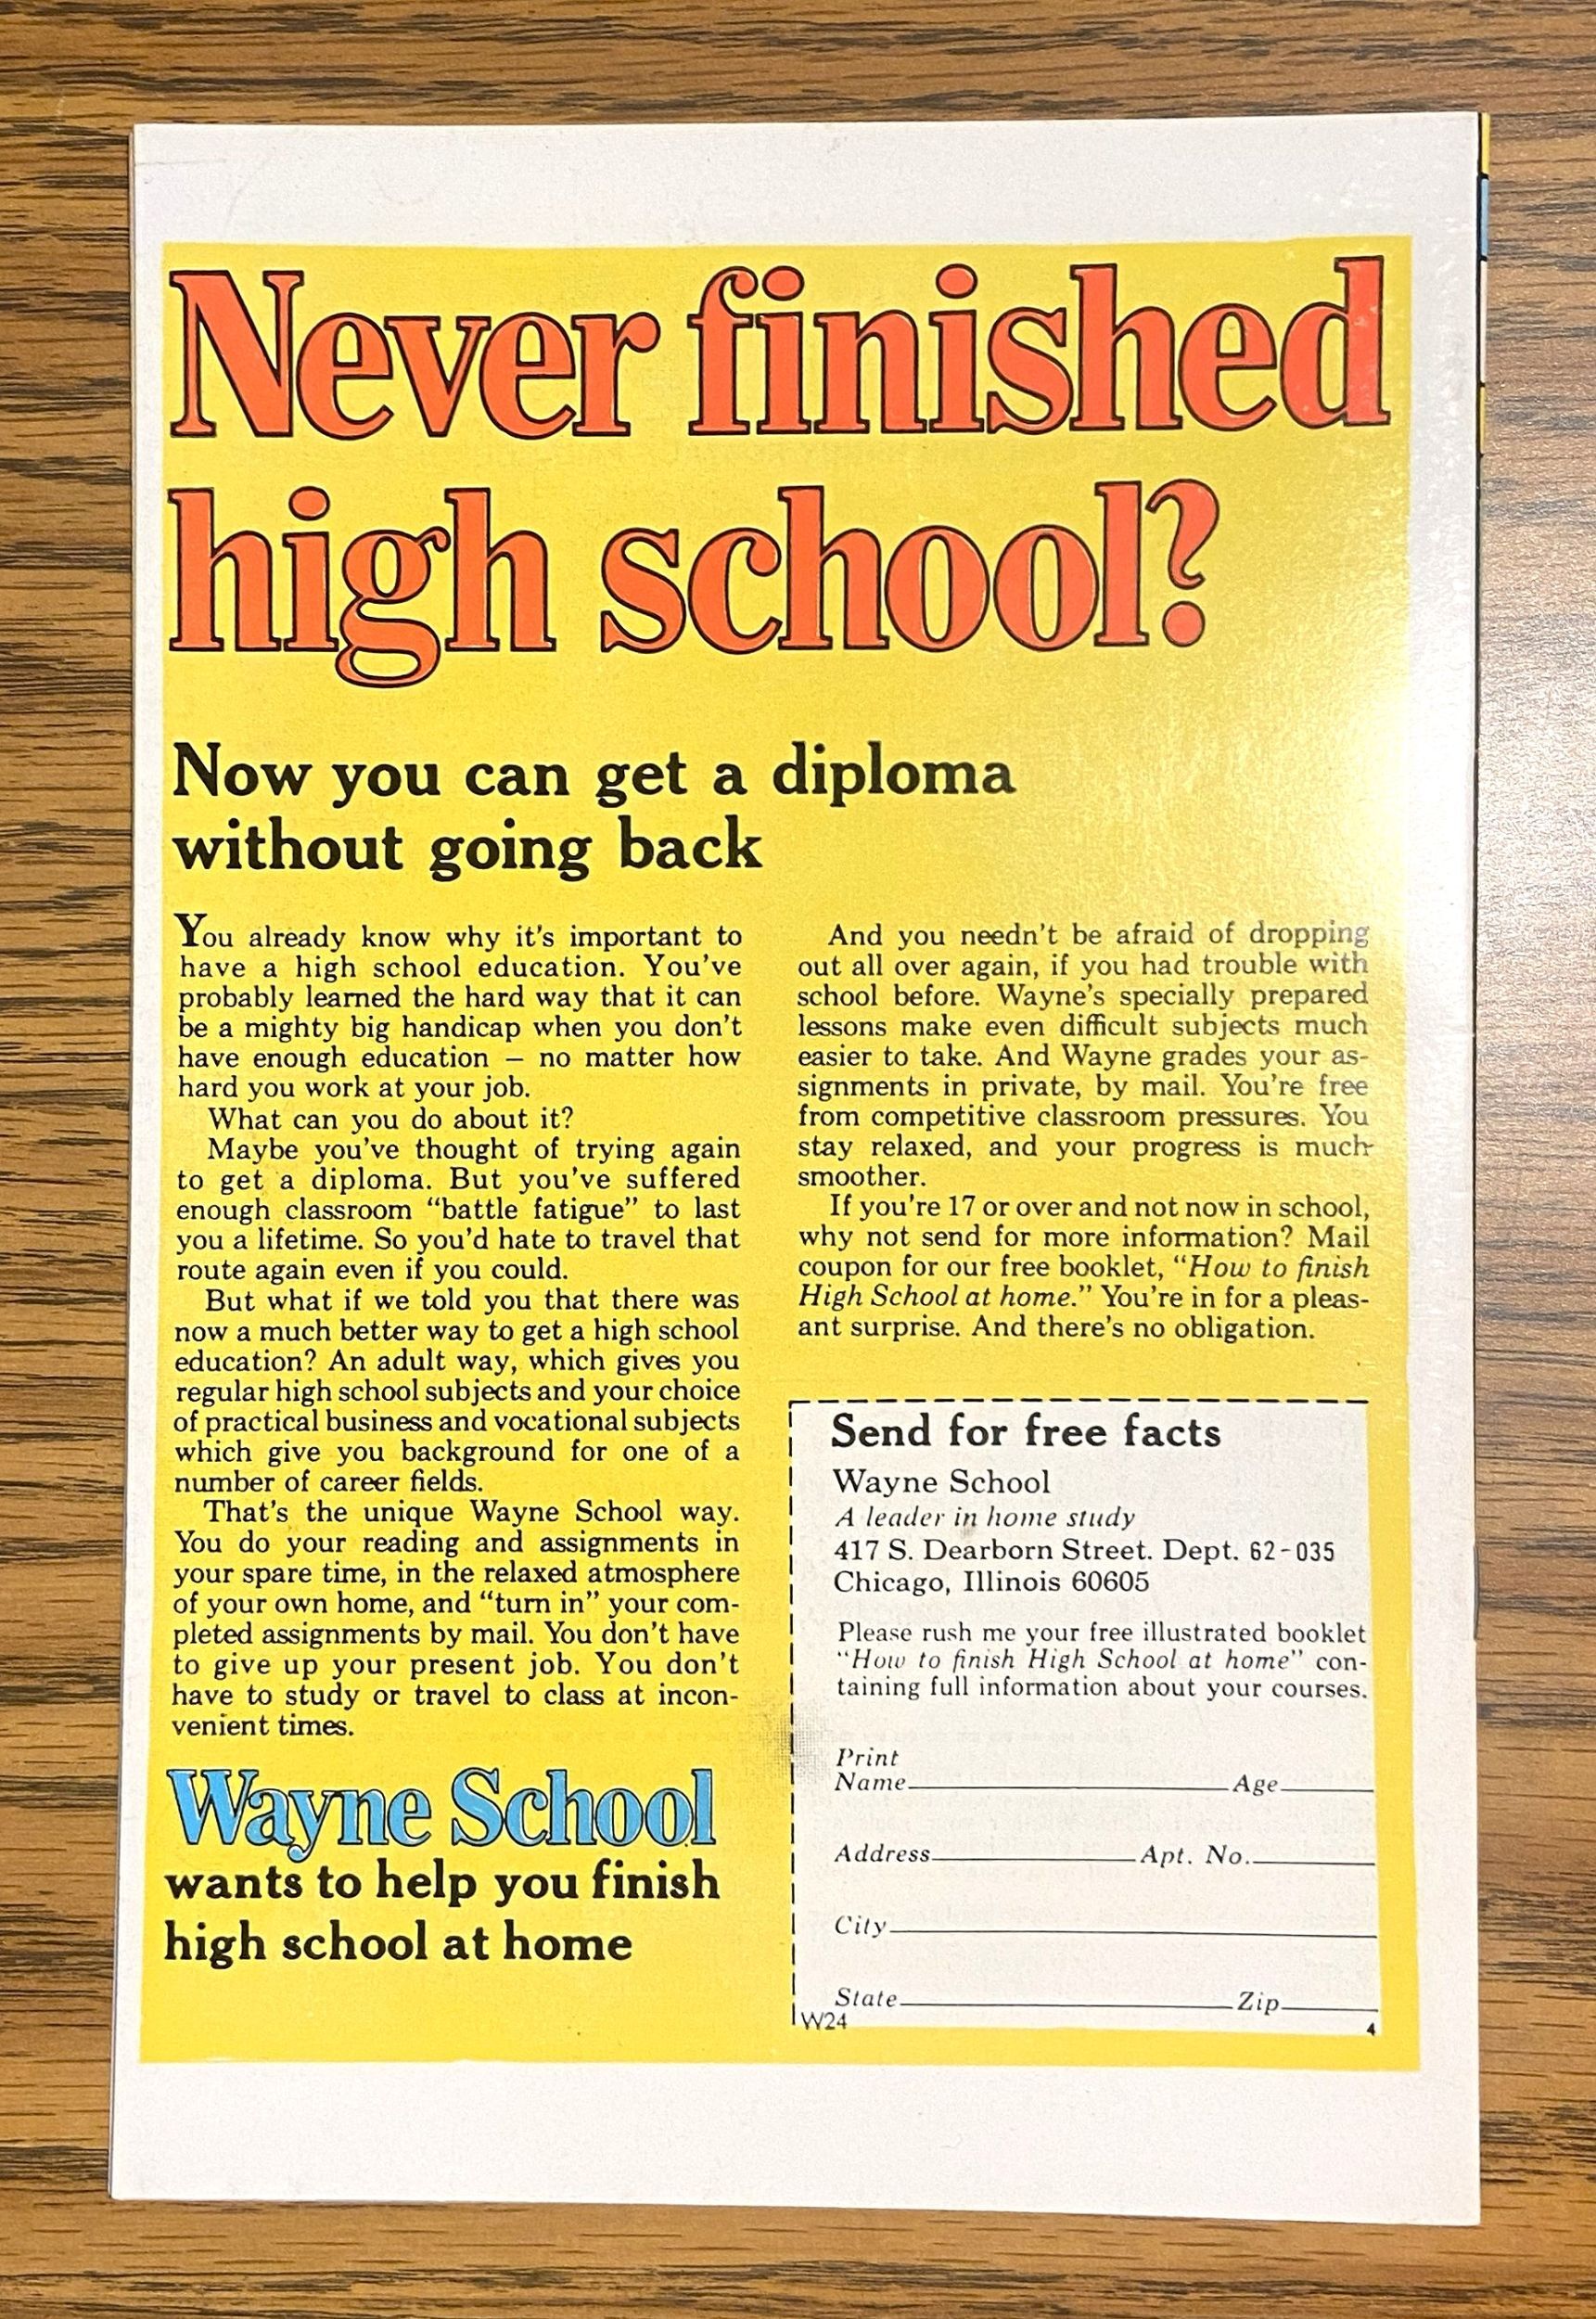 Never finished
high school?
Now you can get a diploma
without going back
You already know why it's important to
have a high school education. You've
probably learned the hard way that it can
be a mighty big handicap when you don't
have enough education – no matter how
hard you work at your job.
What can you do about it?
Maybe you've thought of trying again
to get a diploma. But you've suffered
enough classroom “battle fatigue” to last
you a lifetime. So you'd hate to travel that
route again even if you could.
But what if we told you that there was
now a much better way to get a high school
education? An adult way, which gives you
regular high school subjects and your choice
of practical business and vocational subjects
which give you background for one of a
number of career fields.
That's the unique Wayne School way.
You do your reading and assignments in
your spare time, in the relaxed atmosphere
of your own home, and “turn in” your com-
pleted assignments by mail. You don't have
to give up your present job. You don't
have to study or travel to class at incon-
venient times.
Wayne School
wants to help you finish
high school at home
And you needn't be afraid of dropping
out all over again, if you had trouble with
school before. Wayne's specially prepared
lessons make even difficult subjects much
easier to take. And Wayne grades your as-
signments in private, by mail. You're free
from competitive classroom pressures. You
stay relaxed, and your progress is much
smoother.
If you're 17 or over and not now in school,
why not send for more information? Mail
coupon for our free booklet, “How to finish
High School at home.” You're in for a pleas-
ant surprise. And there's no obligation.
Send for free facts
Wayne School
A leader in home study
417 S. Dearborn Street. Dept. 62-035
Chicago, Illinois 60605
Please rush me your free illustrated booklet
“How to finish High School at home” con-
taining full information about your courses.
Print
Name Age
Address Apt. No.
City
State Zip
W24 4